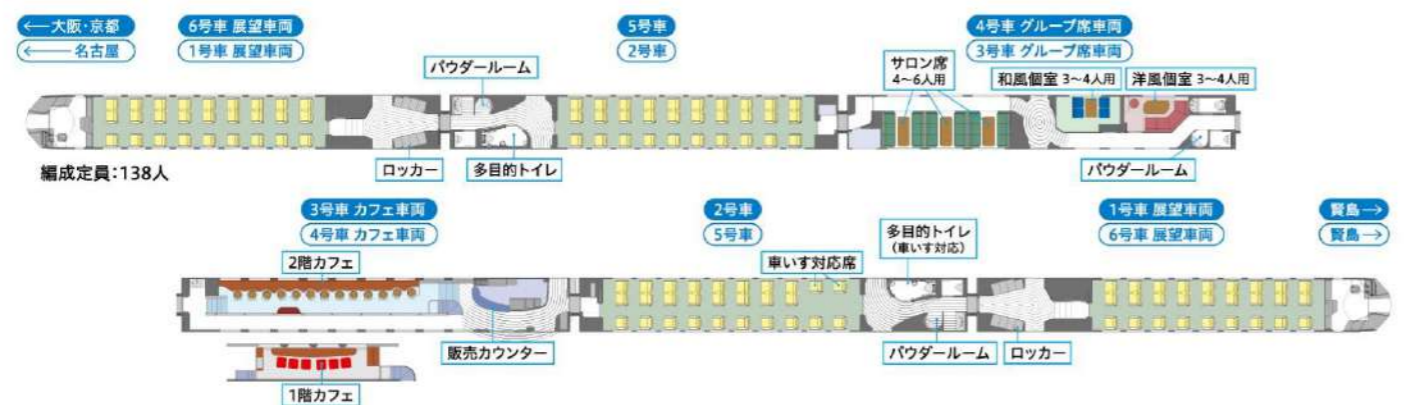 ←大阪・京都
←名古屋
6号車 展望車両
1号車 展望車両
5号車
2号車
4号車 グループ席車両
3号車 グループ席車両
パウダールーム
サロン席
4〜6人用
和風個室 3〜4人用
洋風個室 3〜4人用
編成定員:138人
ロッカー
多目的トイレ
パウダールーム
3号車 カフェ車両
4号車 カフェ車両
2号車
5号車
1号車 展望車両
6号車 展望車両
賢島→
賢島→
2階カフェ
車いす対応席
多目的トイレ
(車いす対応)
販売カウンター
パウダールーム
ロッカー
1階カフェ